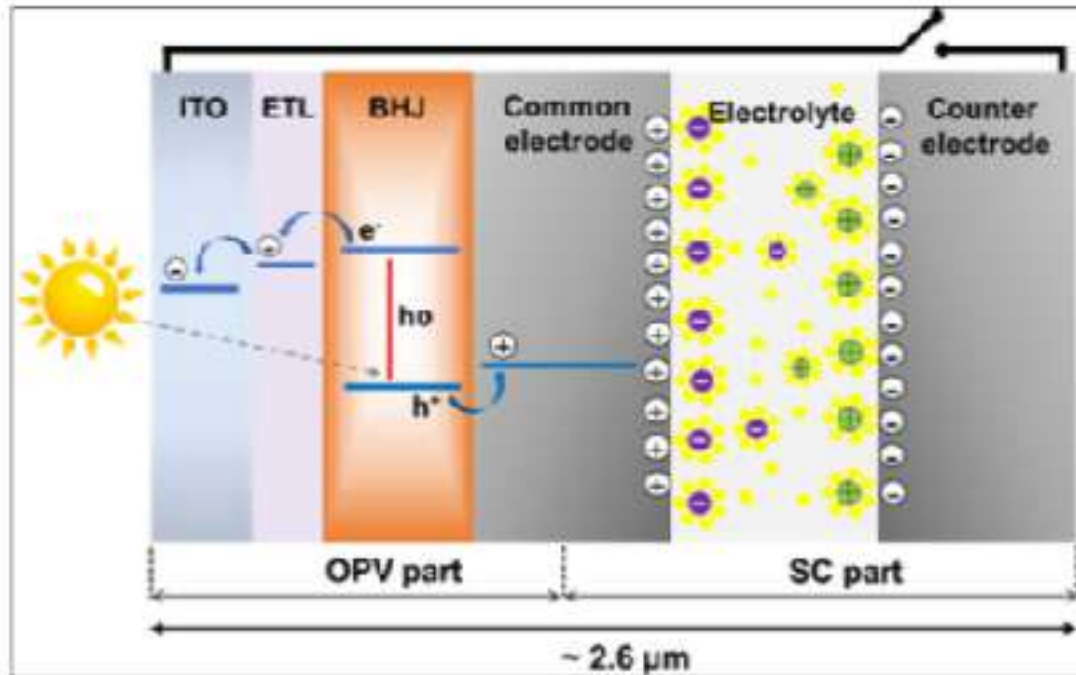 ITO ETL BHJ Common electrode Electrolyte Counter electrode
e-
hυ
h+
OPV part SC part
~ 2.6 μm